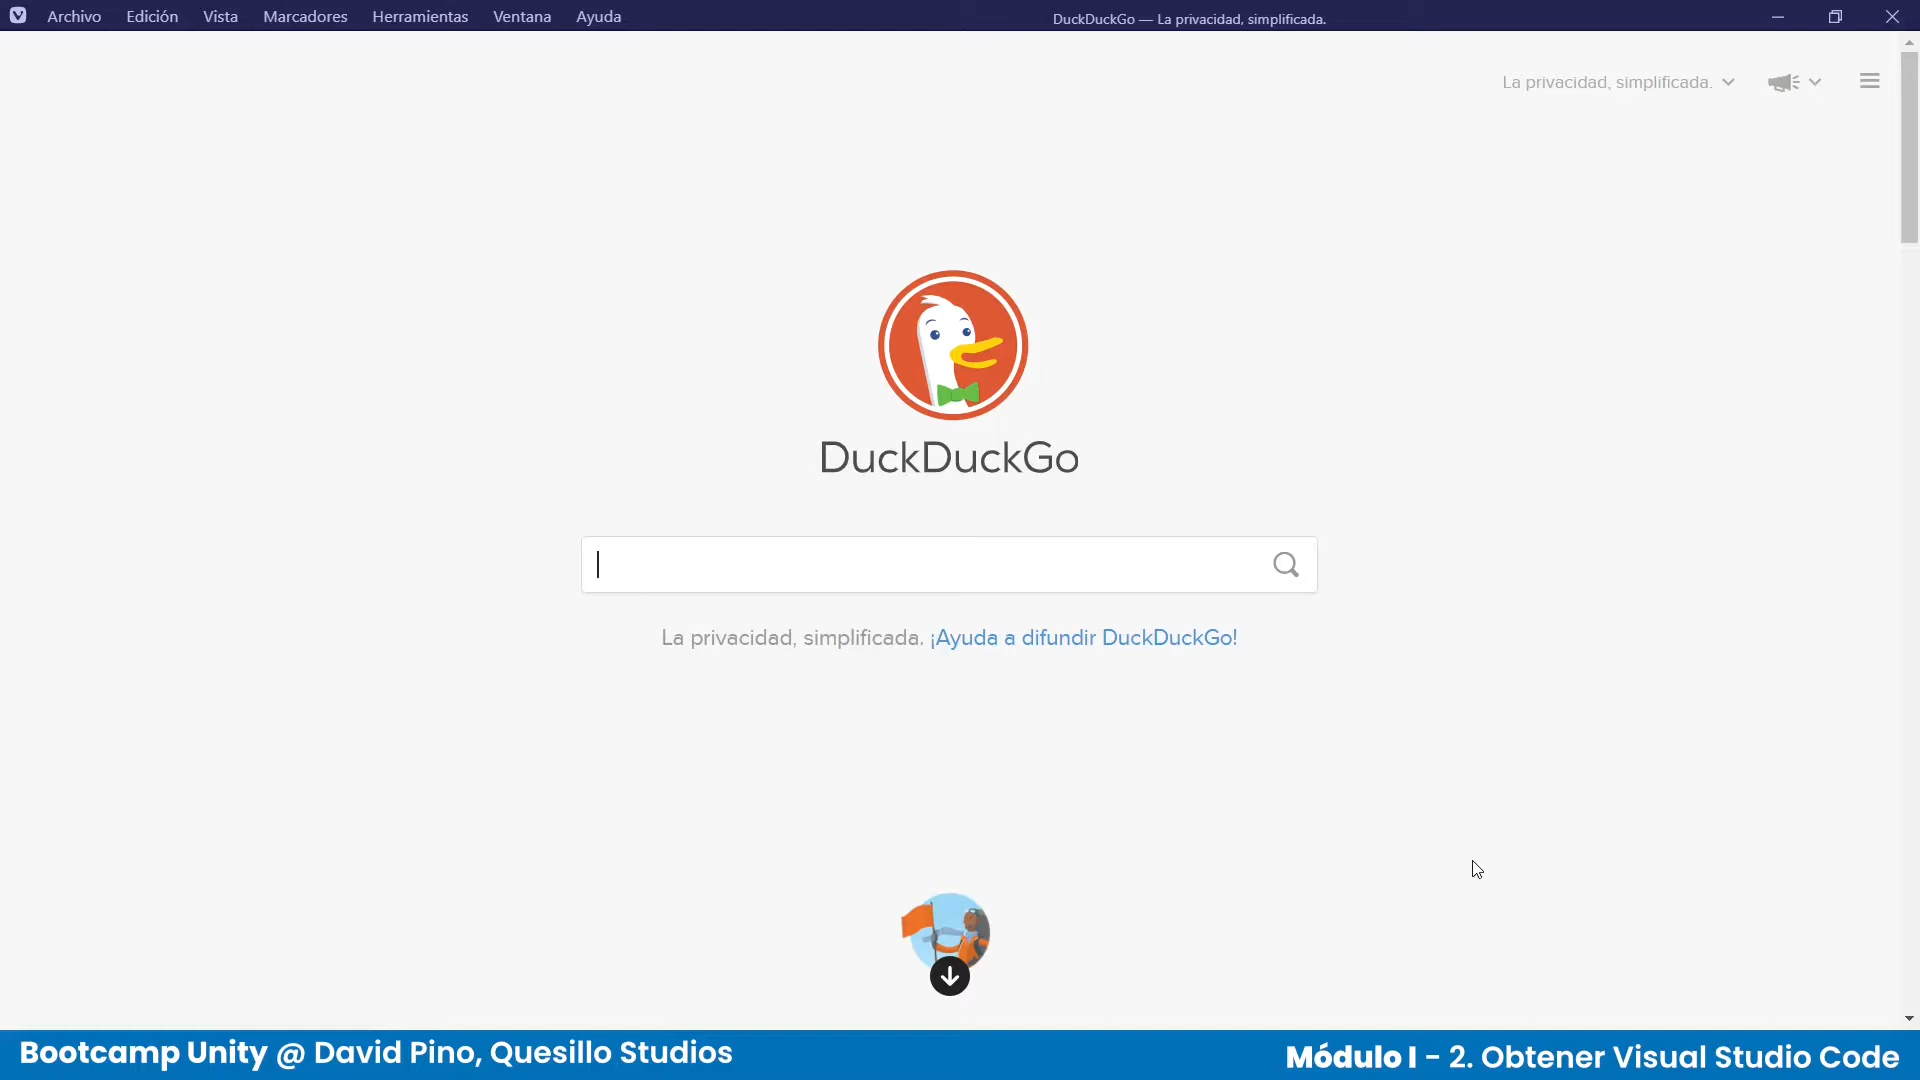 Archivo Edición Vista Marcadores Herramientas Ventana Ayuda DuckDuckGo — La privacidad, simplificada.
La privacidad, simplificada.
DuckDuckGo
La privacidad, simplificada. ¡Ayuda a difundir DuckDuckGo!
Bootcamp Unity @ David Pino, Quesillo Studios
Módulo I - 2. Obtener Visual Studio Code